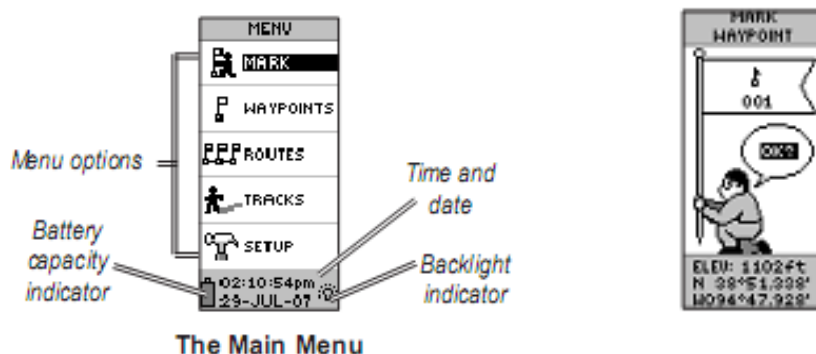 MENU
MARK
WAYPOINTS
ROUTES
TRACKS
SETUP
02:10:54pm
29-JUL-07
Menu options
Battery
capacity
indicator
Time and
date
Backlight
indicator
The Main Menu
MARK
WAYPOINT
001
OK?
ELEV: 1102ft
N 38°51.338'
W094°47.928'